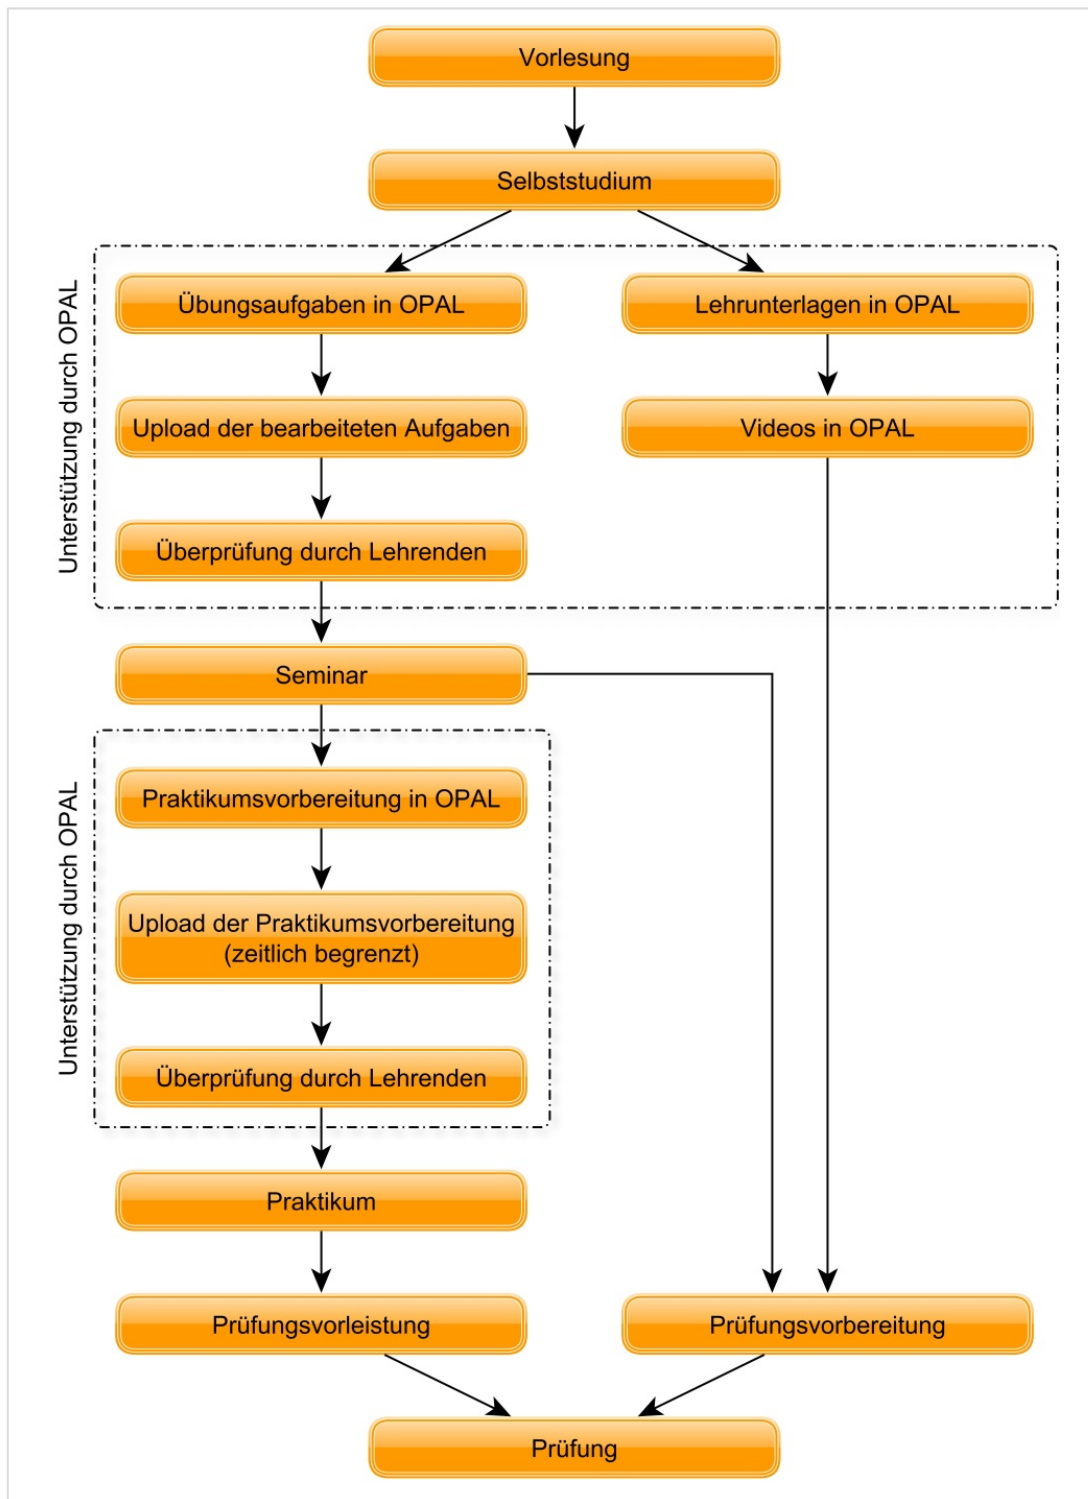 Vorlesung
Selbststudium
Unterstützung durch OPAL
Übungsaufgaben in OPAL
Lehrunterlagen in OPAL
Upload der bearbeiteten Aufgaben
Videos in OPAL
Überprüfung durch Lehrenden
Seminar
Unterstützung durch OPAL
Praktikumsvorbereitung in OPAL
Upload der Praktikumsvorbereitung
(zeitlich begrenzt)
Überprüfung durch Lehrenden
Praktikum
Prüfungsvorleistung
Prüfungsvorbereitung
Prüfung